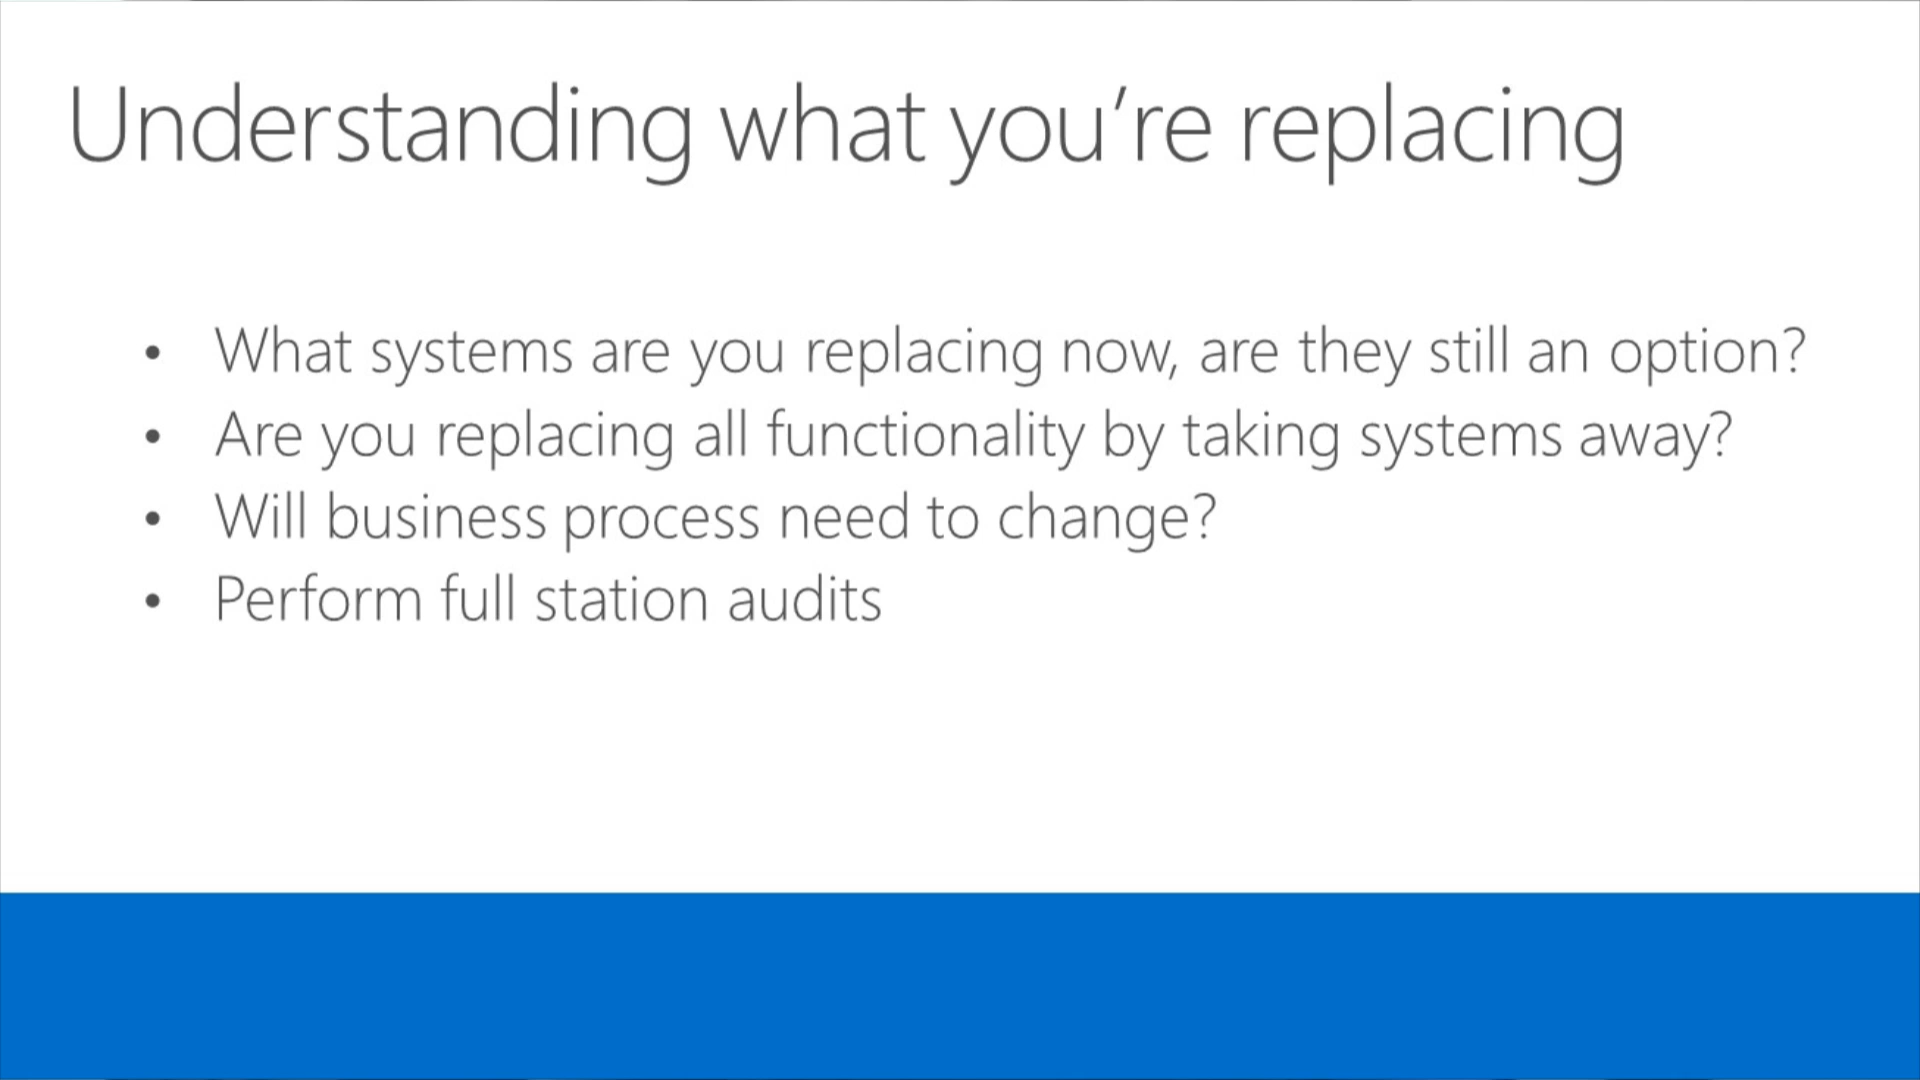 Understanding what you’re replacing
• What systems are you replacing now, are they still an option?
• Are you replacing all functionality by taking systems away?
• Will business process need to change?
• Perform full station audits